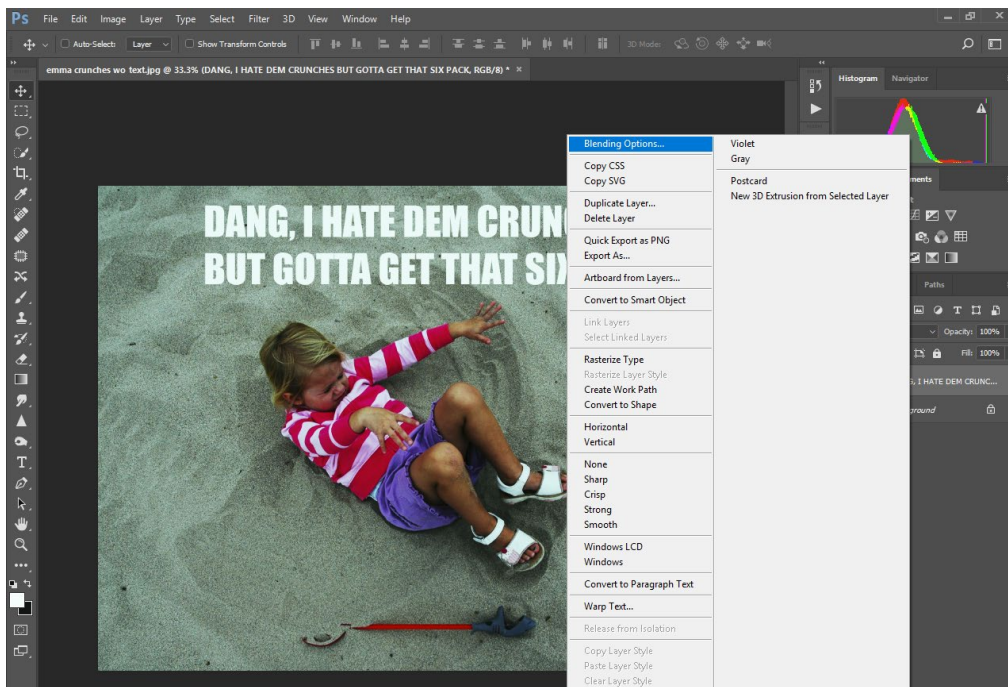 Ps File Edit Image Layer Type Select Filter 3D View Window Help
Auto-Select: Layer Show Transform Controls 3D Mode:
emma crunches wo text.jpg @ 33.3% (DANG, I HATE DEM CRUNCHES BUT GOTTA GET THAT SIX PACK, RGB/8) * ×
Histogram Navigator
DANG, I HATE DEM CRUN
BUT GOTTA GET THAT SIX
Blending Options...
Copy CSS
Copy SVG
Duplicate Layer...
Delete Layer
Quick Export as PNG
Export As...
Artboard from Layers...
Convert to Smart Object
Link Layers
Select Linked Layers
Rasterize Type
Rasterize Layer Style
Create Work Path
Convert to Shape
Horizontal
Vertical
None
Sharp
Crisp
Strong
Smooth
Windows LCD
Windows
Convert to Paragraph Text
Warp Text...
Release from Isolation
Copy Layer Style
Paste Layer Style
Clear Layer Style
Violet
Gray
Postcard
New 3D Extrusion from Selected Layer
Paths
Opacity: 100%
Fill: 100%
, I HATE DEM CRUNC...